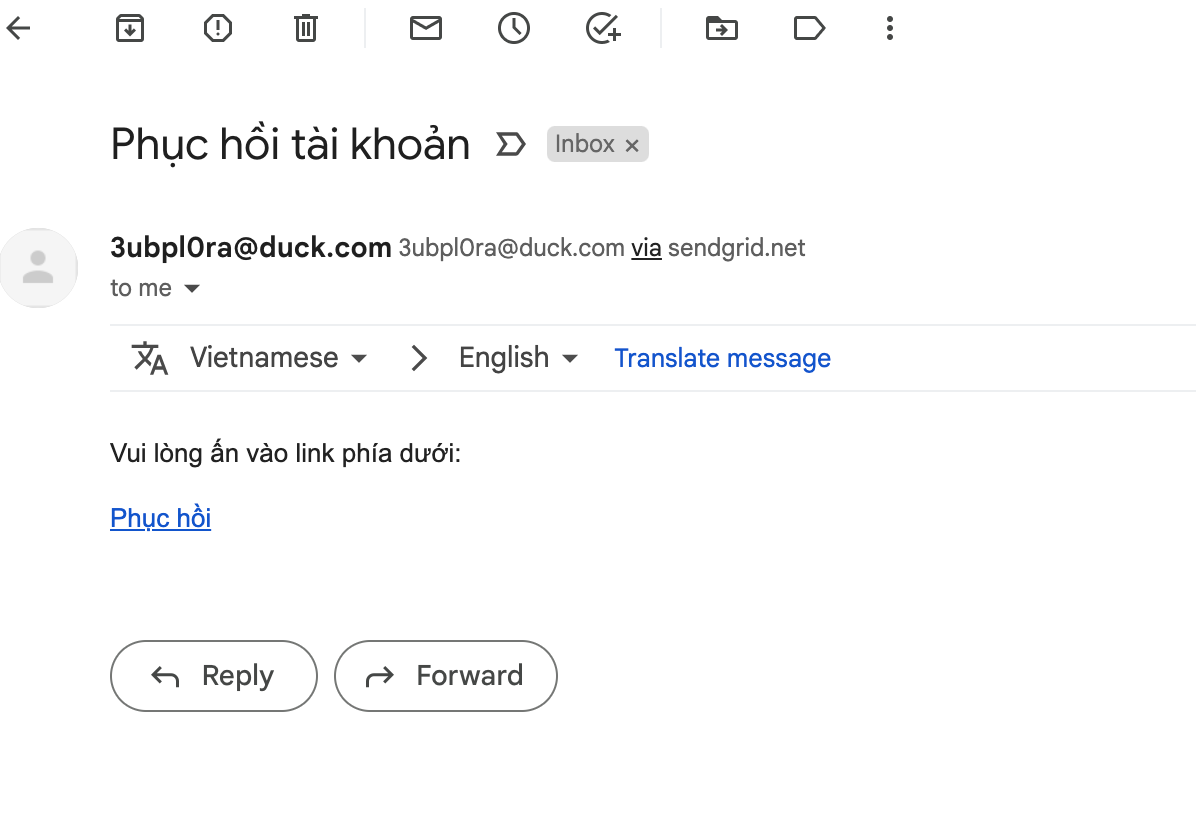 Phục hồi tài khoản Inbox ×
3ubpl0ra@duck.com 3ubpl0ra@duck.com via sendgrid.net
to me
Vietnamese English Translate message
Vui lòng ấn vào link phía dưới:
Phục hồi
Reply Forward